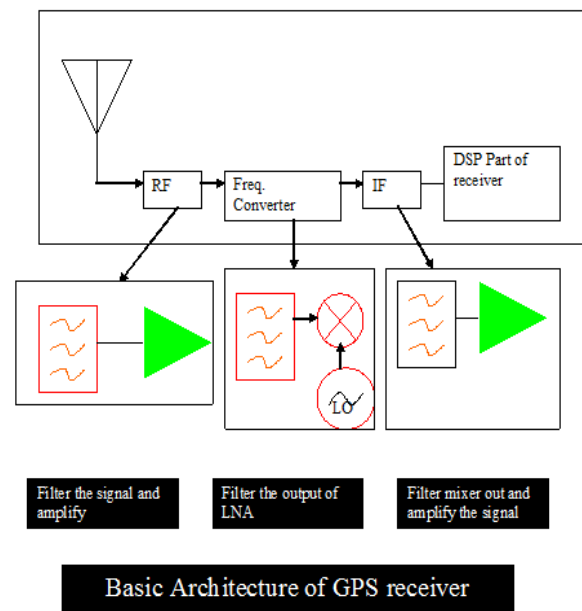 DSP Part of
receiver
RF
Freq.
Converter
IF
LO
Filter the signal and
amplify
Filter the output of
LNA
Filter mixer out and
amplify the signal
Basic Architecture of GPS receiver